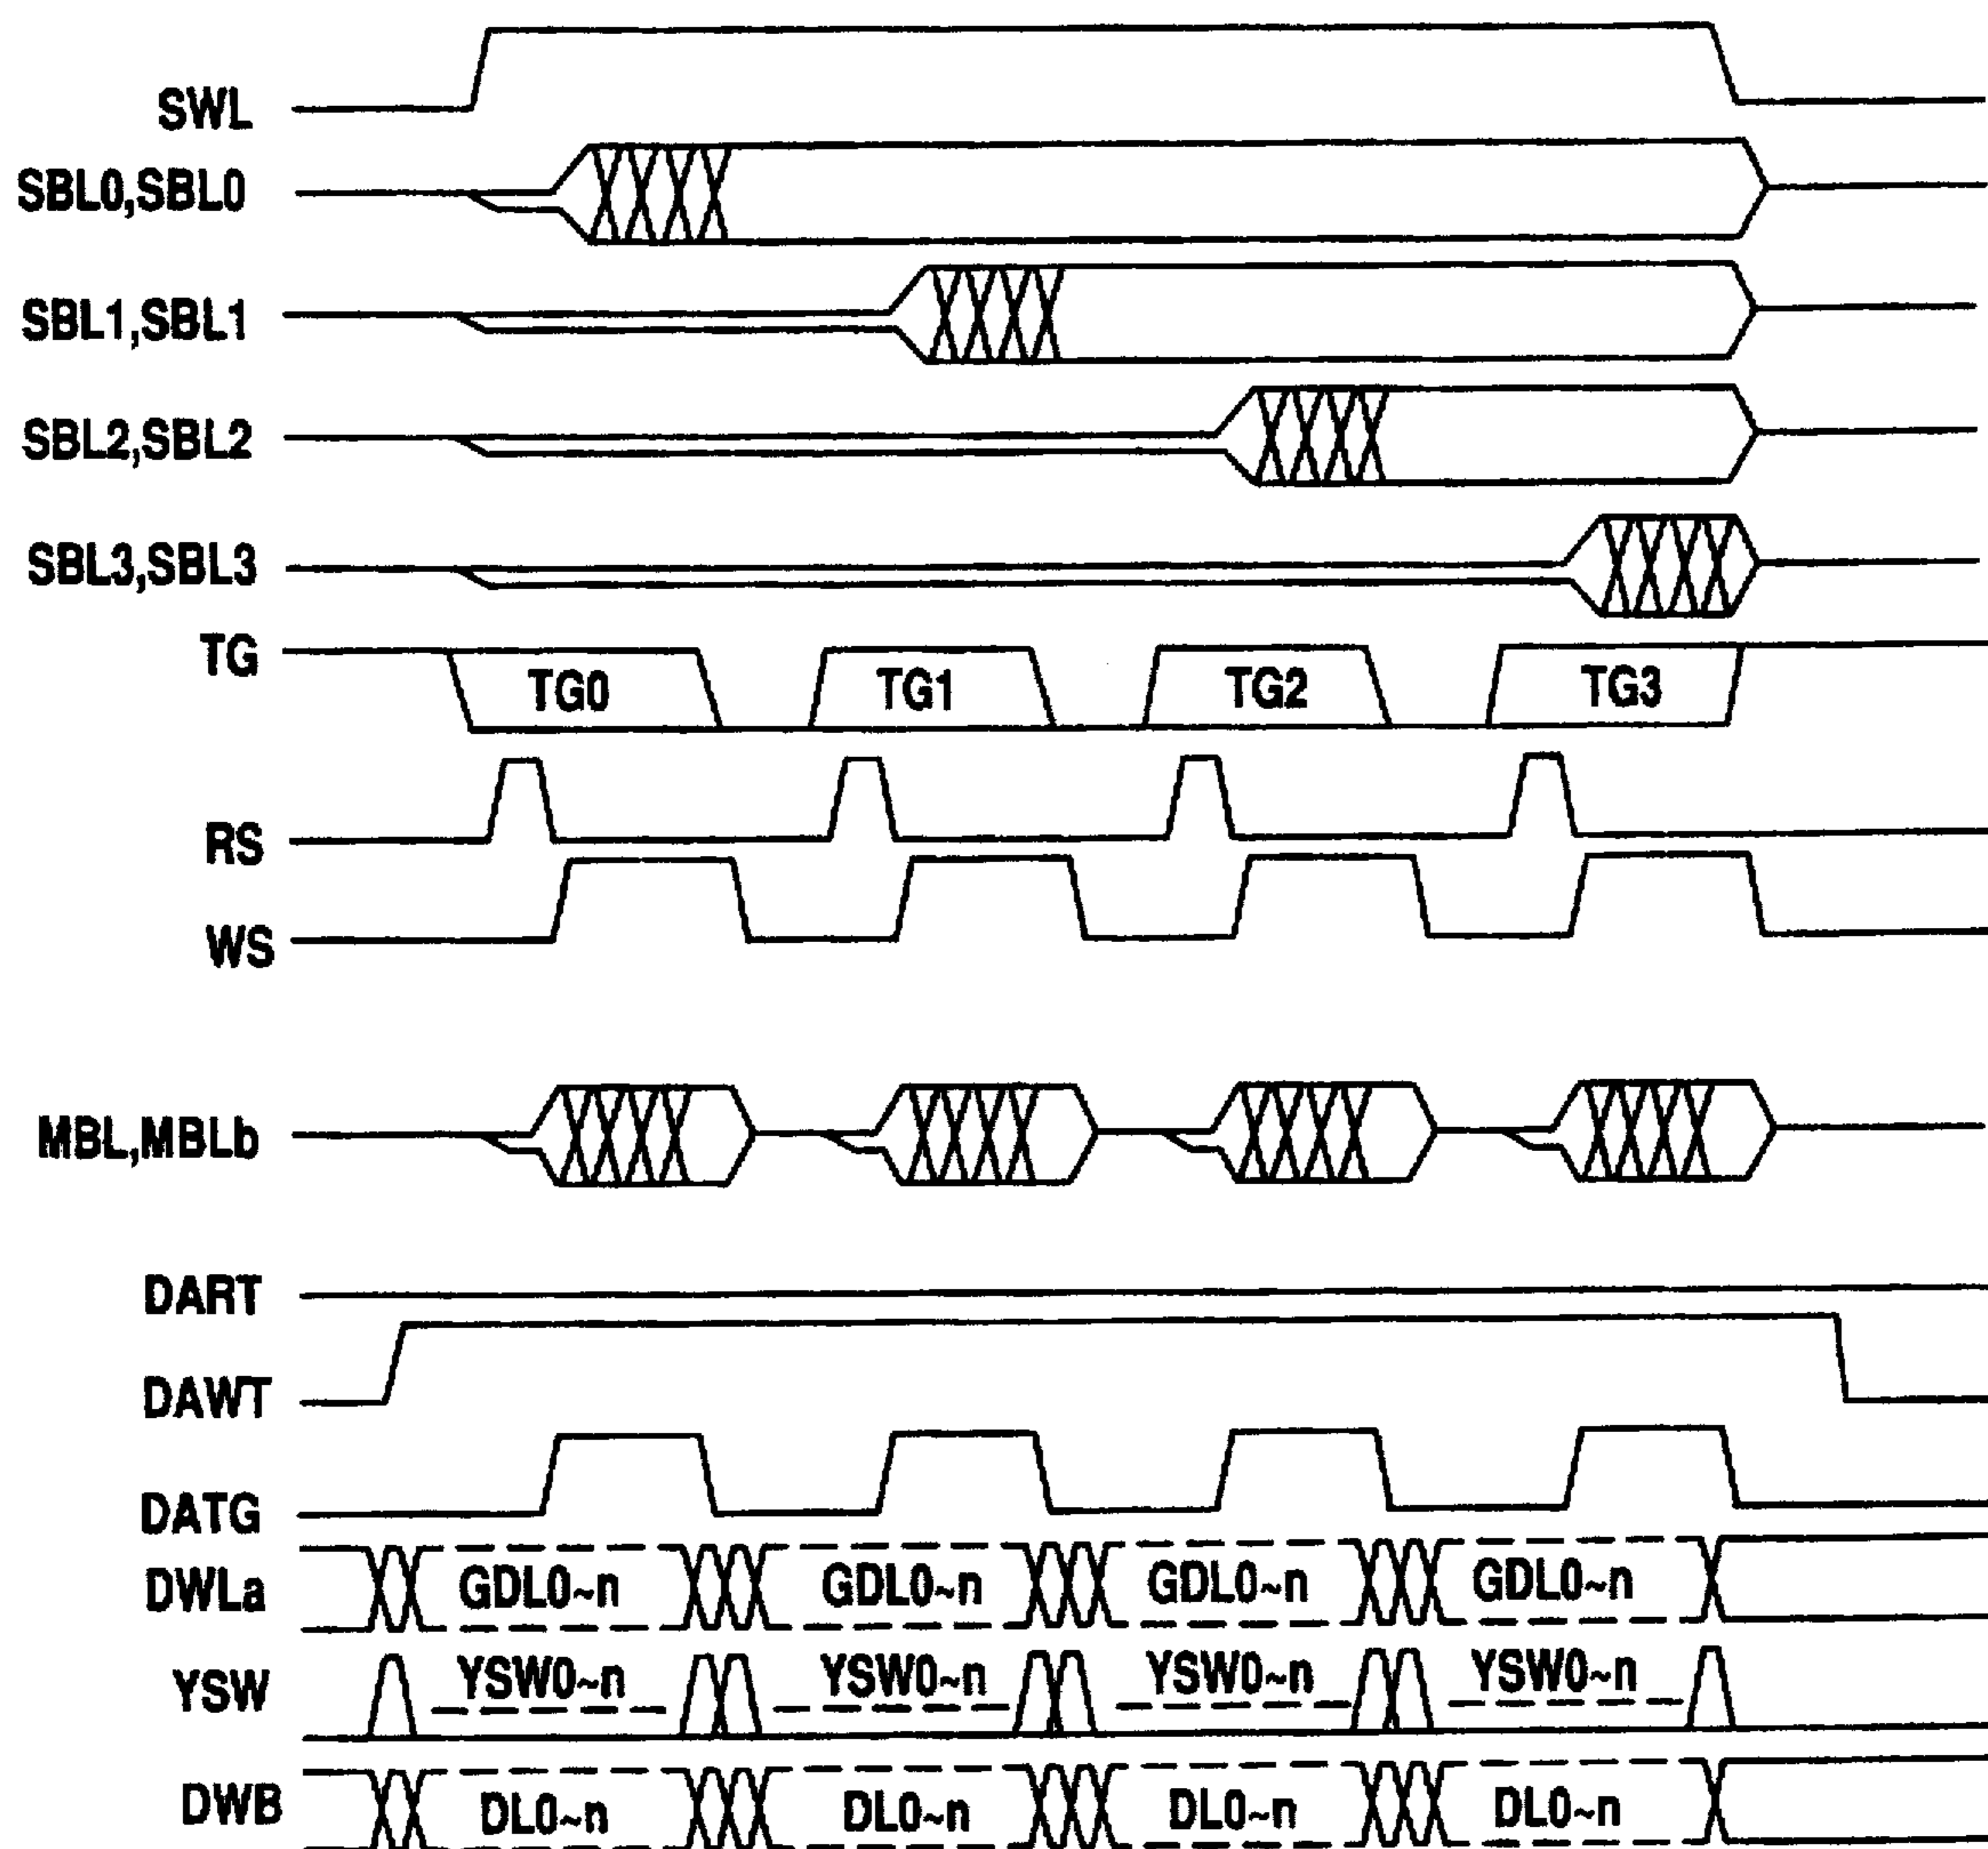 SWL
SBL0,SBL0
SBL1,SBL1
SBL2,SBL2
SBL3,SBL3
TG
TG0 TG1 TG2 TG3
RS
WS
MBL,MBLb
DART
DAWT
DATG
DWLa GDL0~n GDL0~n GDL0~n GDL0~n
YSW YSW0~n YSW0~n YSW0~n YSW0~n
DWB DL0~n DL0~n DL0~n DL0~n